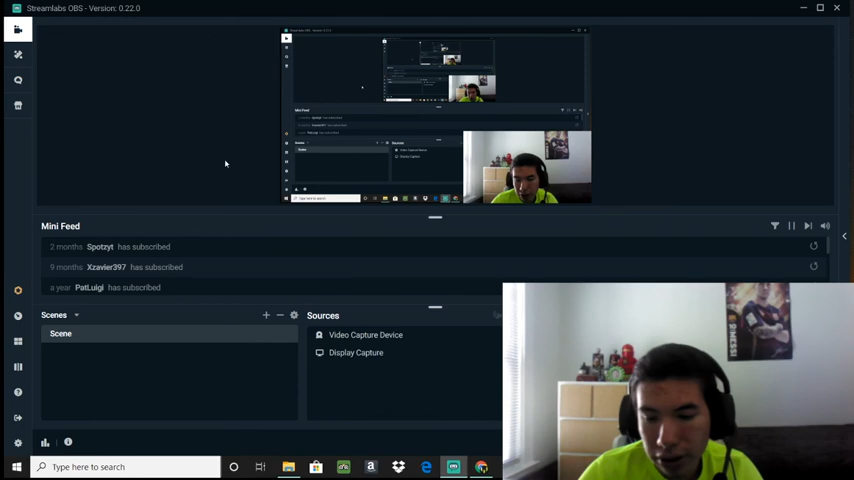 Streamlabs OBS - Version: 0.22.0
Mini Feed
2 months Spotzyt has subscribed
9 months Xzavier397 has subscribed
a year PatLuigi has subscribed
Scenes
Sources
Scene
Video Capture Device
Display Capture
Type here to search
MESSI